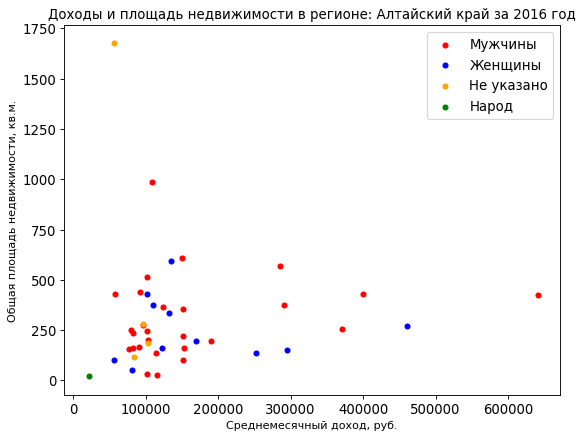 Доходы и площадь недвижимости в регионе: Алтайский край за 2016 год
Общая площадь недвижимости, кв.м.
1750
1500
1250
1000
750
500
250
0
Мужчины
Женщины
Не указано
Народ
0 100000 200000 300000 400000 500000 600000
Среднемесячный доход, руб.